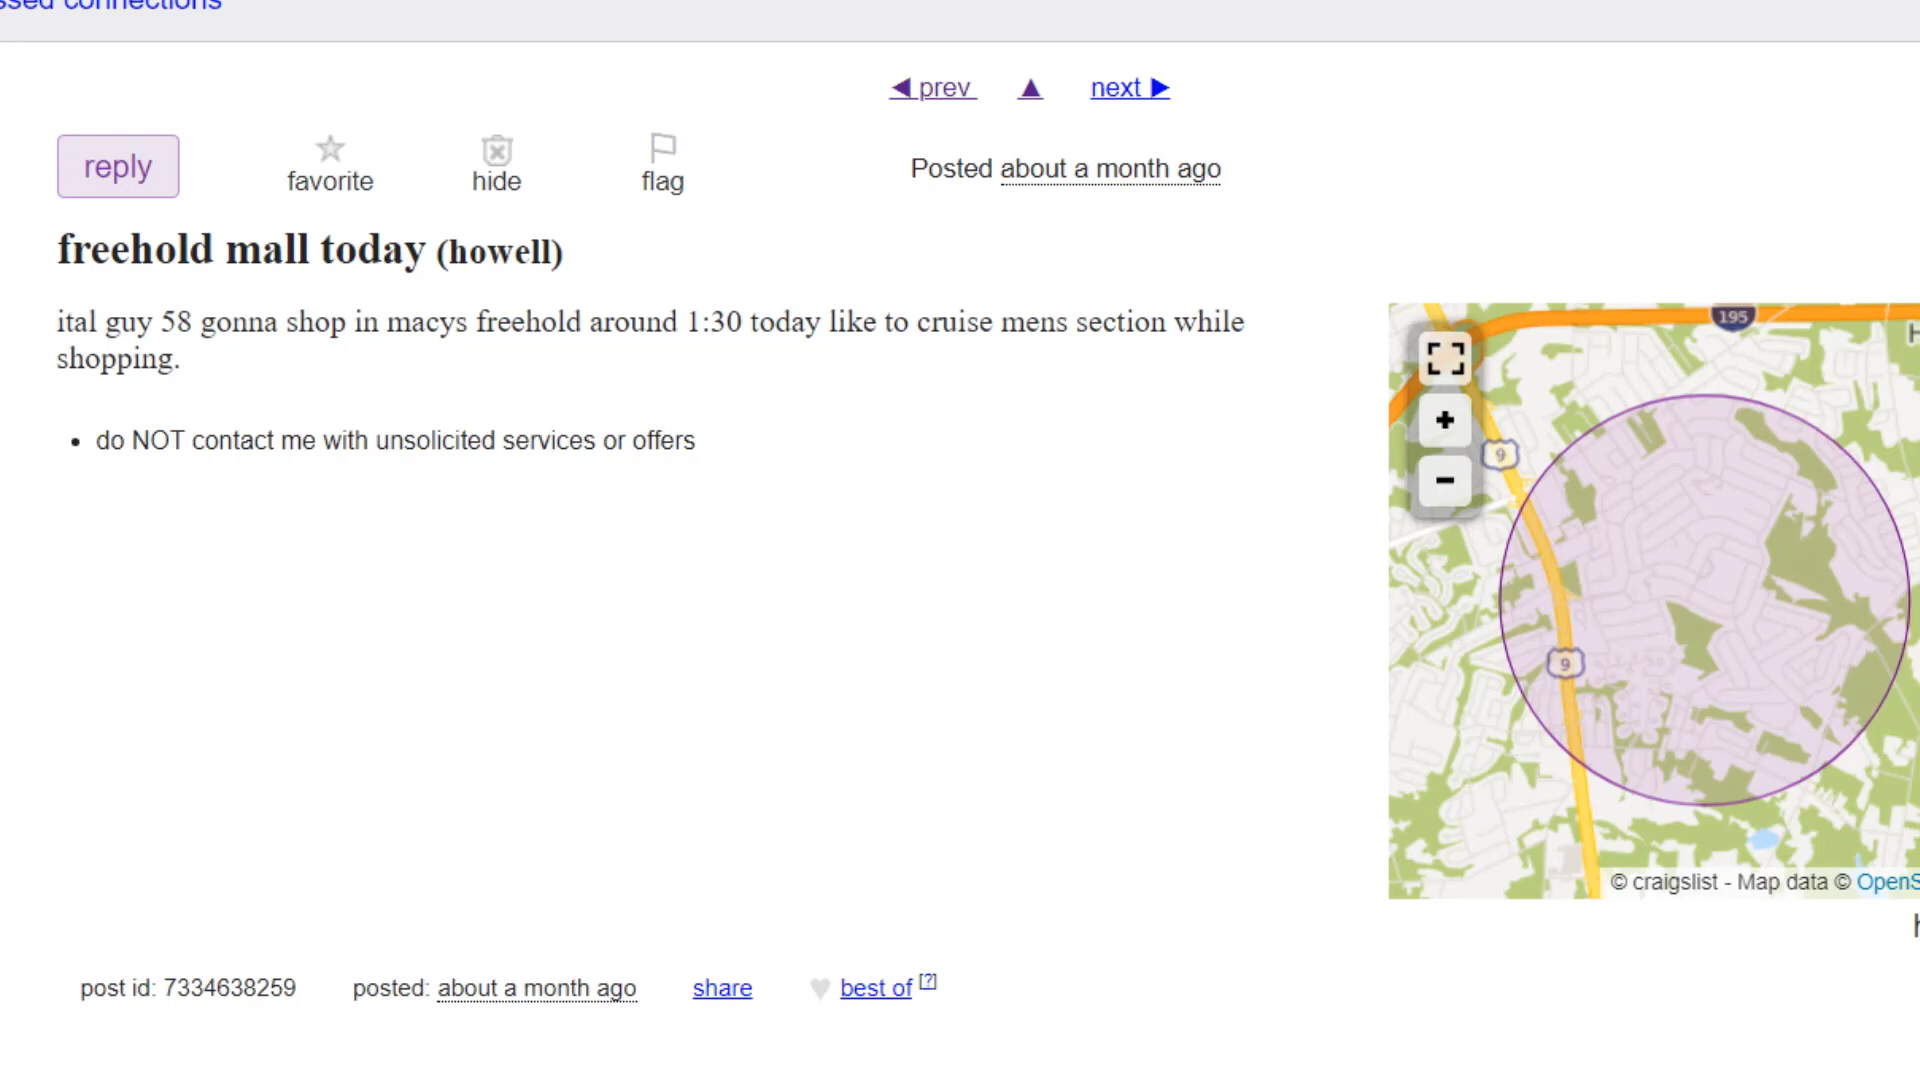 ssed connections
◀ prev ▲ next ▶
reply favorite hide flag Posted about a month ago
freehold mall today (howell)
ital guy 58 gonna shop in macys freehold around 1:30 today like to cruise mens section while
shopping.
• do NOT contact me with unsolicited services or offers
195
+
9
−
9
© craigslist - Map data © OpenS
post id: 7334638259 posted: about a month ago share ♥ best of [?]